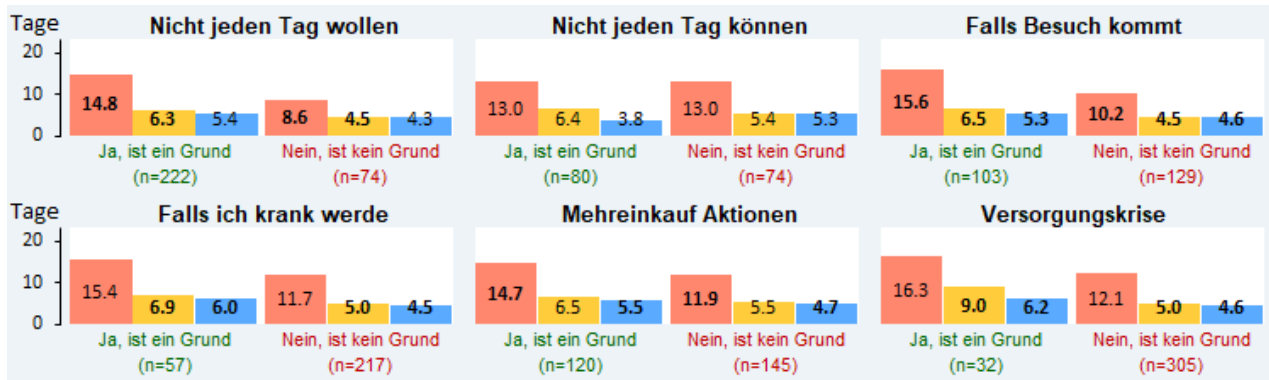 Tage Nicht jeden Tag wollen Nicht jeden Tag können Falls Besuch kommt
20
10
0
14.8 6.3 5.4 8.6 4.5 4.3 13.0 6.4 3.8 13.0 5.4 5.3 15.6 6.5 5.3 10.2 4.5 4.6
Ja, ist ein Grund Nein, ist kein Grund Ja, ist ein Grund Nein, ist kein Grund Ja, ist ein Grund Nein, ist kein Grund
(n=222) (n=74) (n=80) (n=74) (n=103) (n=129)
Tage Falls ich krank werde Mehreinkauf Aktionen Versorgungskrise
20
10
0
15.4 6.9 6.0 11.7 5.0 4.5 14.7 6.5 5.5 11.9 5.5 4.7 16.3 9.0 6.2 12.1 5.0 4.6
Ja, ist ein Grund Nein, ist kein Grund Ja, ist ein Grund Nein, ist kein Grund Ja, ist ein Grund Nein, ist kein Grund
(n=57) (n=217) (n=120) (n=145) (n=32) (n=305)